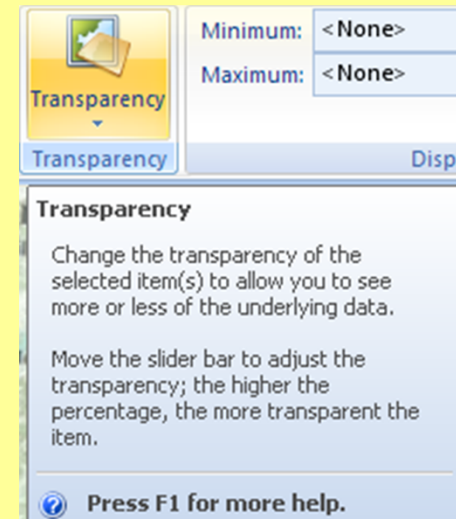 Minimum: <None>
Maximum: <None>
Transparency
Transparency
Disp
Transparency
Change the transparency of the
selected item(s) to allow you to see
more or less of the underlying data.
Move the slider bar to adjust the
transparency; the higher the
percentage, the more transparent the
item.
Press F1 for more help.